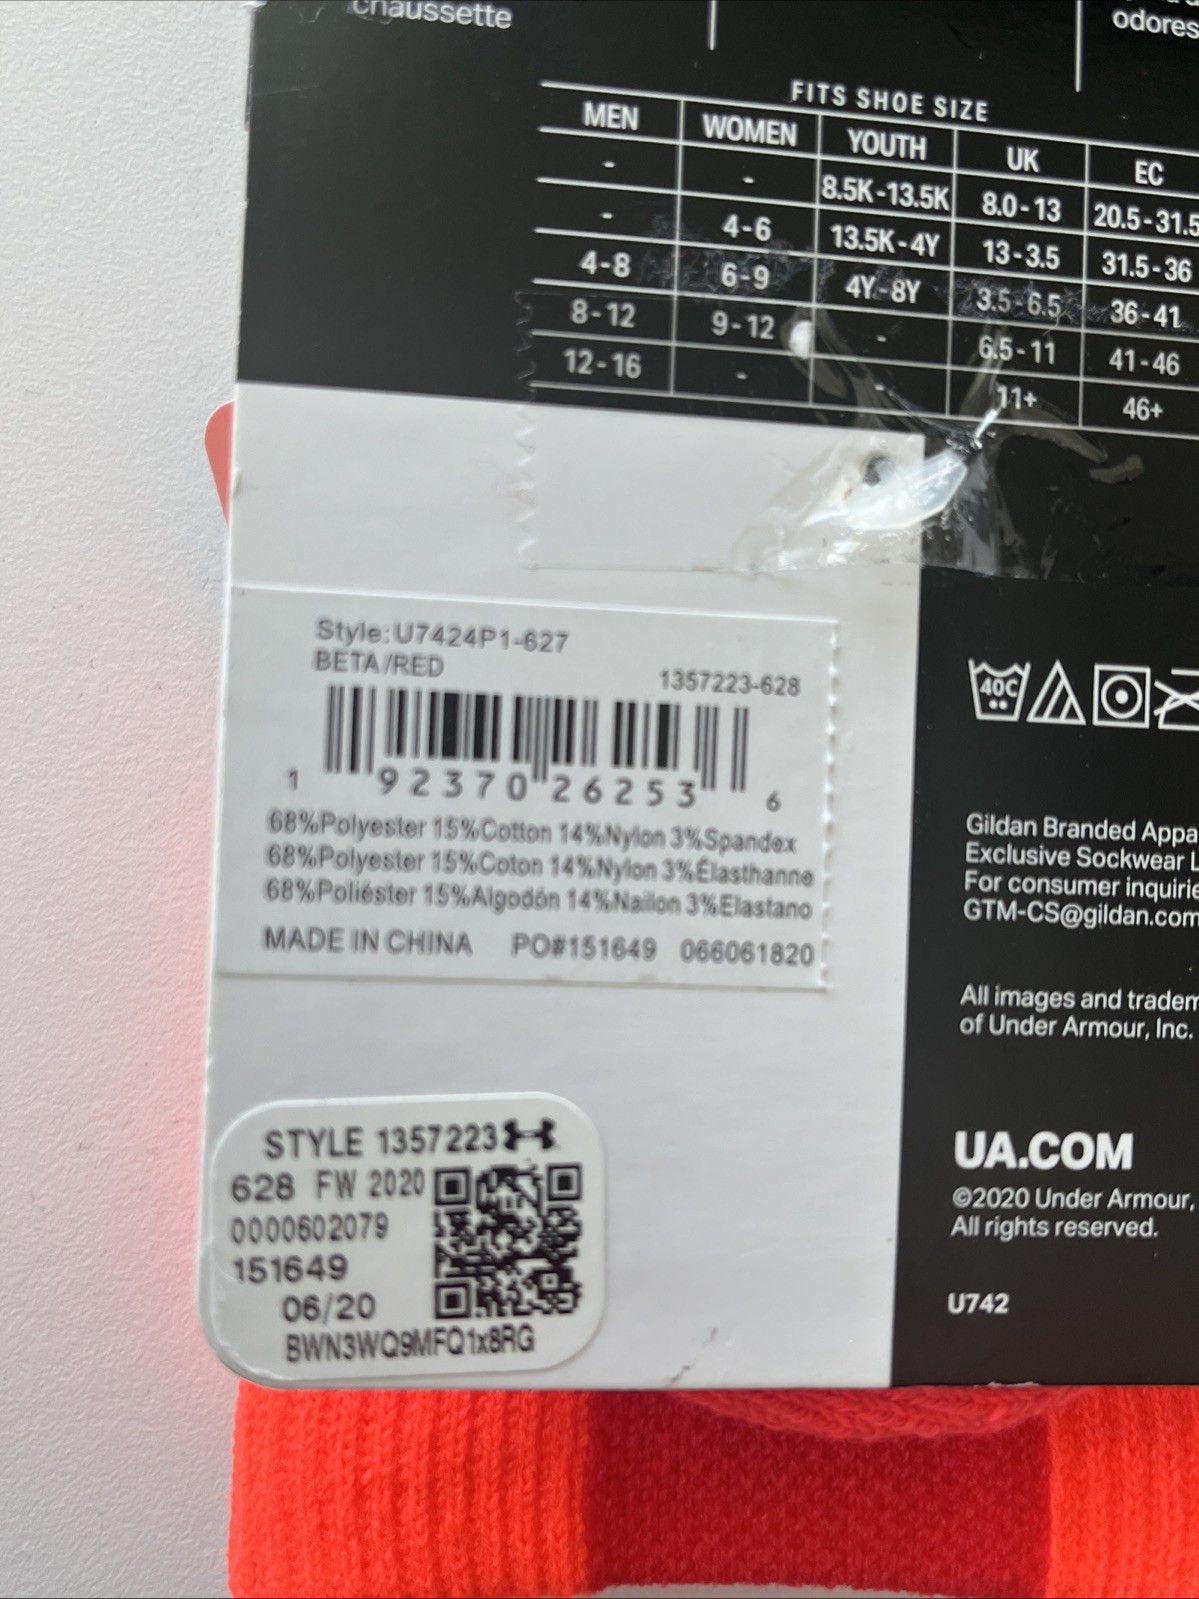 chaussette
odores
FITS SHOE SIZE
MEN WOMEN YOUTH UK EC
- - 8.5K-13.5K 8.0-13 20.5-31.5
- 4-6 13.5K-4Y 13-3.5 31.5-36
4-8 6-9 4Y-8Y 3.5-6.5 36-41
8-12 9-12 - 6.5-11 41-46
12-16 - - 11+ 46+
Style:U7424P1-627
BETA/RED
1357223-628
1 92370 26253 6
68%Polyester 15%Cotton 14%Nylon 3%Spandex
68%Polyester 15%Coton 14%Nylon 3%Élasthanne
68%Poliéster 15%Algodón 14%Nailon 3%Elastano
MADE IN CHINA PO#151649 066061820
40C
Gildan Branded Appa
Exclusive Sockwear L
For consumer inquirie
GTM-CS@gildan.com
All images and tradem
of Under Armour, Inc.
UA.COM
©2020 Under Armour,
All rights reserved.
U742
STYLE 1357223
628 FW 2020
0000602079
151649
06/20
BWN3WQ9MFQ1x8RG